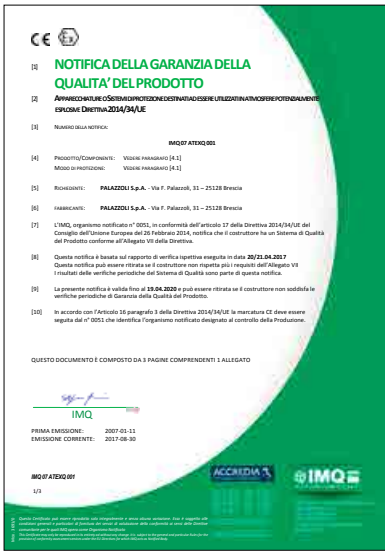 CE Ex
[1] NOTIFICA DELLA GARANZIA DELLA
QUALITA' DEL PRODOTTO
[2] APPARECCHIATURE O SISTEMI DI PROTEZIONE DESTINATI AD ESSERE UTILIZZATI IN ATMOSFERE POTENZIALMENTE
ESPLOSIVE DIRETTIVA 2014/34/UE
[3] NUMERO DELLA NOTIFICA:
IMQ 07 ATEXQ 001
[4] PRODOTTO/COMPONENTE: VEDERE PARAGRAFO [4.1]
MODO DI PROTEZIONE: VEDERE PARAGRAFO [4.1]
[5] RICHIEDENTE: PALAZZOLI S.p.A. - Via F. Palazzoli, 31 – 25128 Brescia
[6] FABBRICANTE: PALAZZOLI S.p.A. - Via F. Palazzoli, 31 – 25128 Brescia
[7] L'IMQ, organismo notificato n° 0051, in conformità dell'articolo 17 della Direttiva 2014/34/UE del
Consiglio dell'Unione Europea del 26 Febbraio 2014, notifica che il costruttore ha un Sistema di Qualità
del Prodotto conforme all'Allegato VII della Direttiva.
[8] Questa notifica è basata sul rapporto di verifica ispettiva eseguita in data 20/21.04.2017
Questa notifica può essere ritirata se il costruttore non rispetta più i requisiti dell'Allegato VII
I risultati delle verifiche periodiche del Sistema di Qualità sono parte di questa notifica.
[9] La presente notifica è valida fino al 19.04.2020 e può essere ritirata se il costruttore non soddisfa le
verifiche periodiche di Garanzia della Qualità del Prodotto.
[10] In accordo con l'Articolo 16 paragrafo 3 della Direttiva 2014/34/UE la marcatura CE deve essere
seguita dal n° 0051 che identifica l'organismo notificato designato al controllo della Produzione.
QUESTO DOCUMENTO È COMPOSTO DA 3 PAGINE COMPRENDENTI 1 ALLEGATO
IMQ
PRIMA EMISSIONE: 2007-01-11
EMISSIONE CORRENTE: 2017-08-30
IMQ 07 ATEXQ 001
1/3
ACCREDIA
IMQ